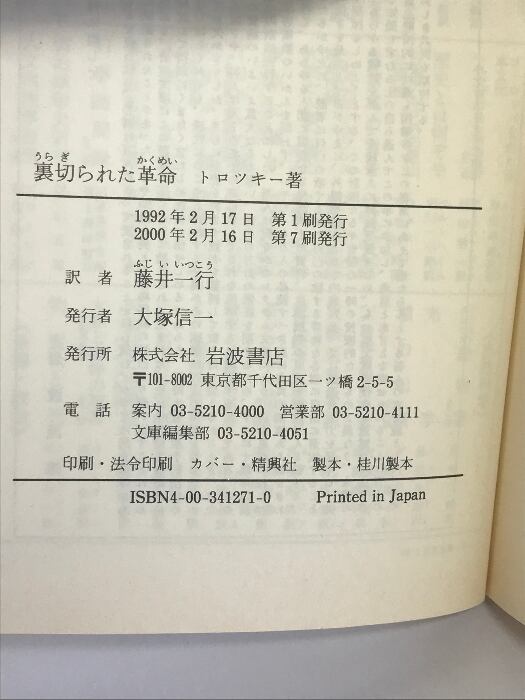 うらぎ かくめい
裏切られた革命 トロツキー著
1992年2月17日 第1刷発行
2000年2月16日 第7刷発行
ふじいいつこう
訳者 藤井一行
発行者 大塚信一
発行所 株式会社 岩波書店
〒101-8002 東京都千代田区一ツ橋2-5-5
電話 案内 03-5210-4000 営業部 03-5210-4111
文庫編集部 03-5210-4051
印刷・法令印刷 カバー・精興社 製本・桂川製本
ISBN4-00-341271-0 Printed in Japan